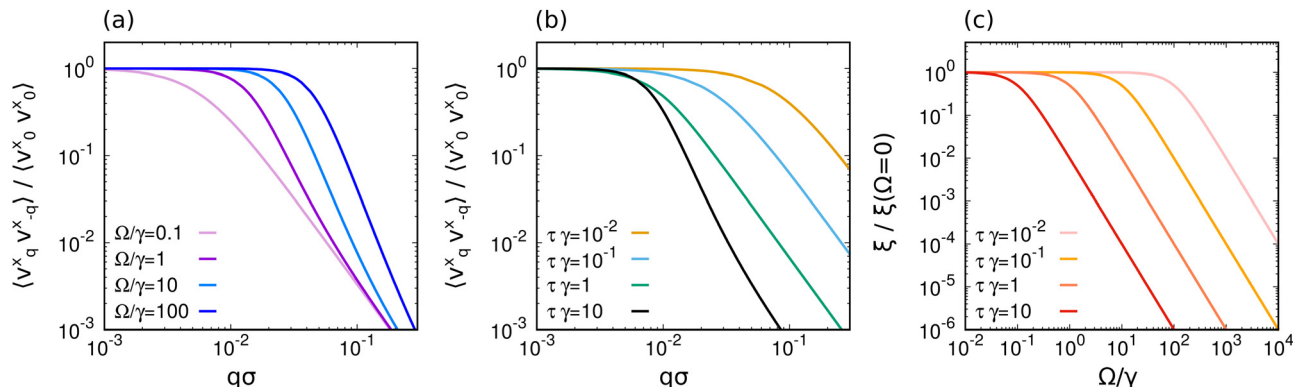 (a)
⟨v^x_q v^x_-q⟩ / ⟨v^x_0 v^x_0⟩
10^0
10^-1
10^-2
10^-3
Ω/γ=0.1
Ω/γ=1
Ω/γ=10
Ω/γ=100
10^-3 10^-2 10^-1
qσ
(b)
⟨v^x_q v^x_-q⟩ / ⟨v^x_0 v^x_0⟩
10^0
10^-1
10^-2
10^-3
τ γ=10^-2
τ γ=10^-1
τ γ=1
τ γ=10
10^-3 10^-2 10^-1
qσ
(c)
ξ / ξ(Ω=0)
10^0
10^-1
10^-2
10^-3
10^-4
10^-5
10^-6
τ γ=10^-2
τ γ=10^-1
τ γ=1
τ γ=10
10^-2 10^-1 10^0 10^1 10^2 10^3 10^4
Ω/γ